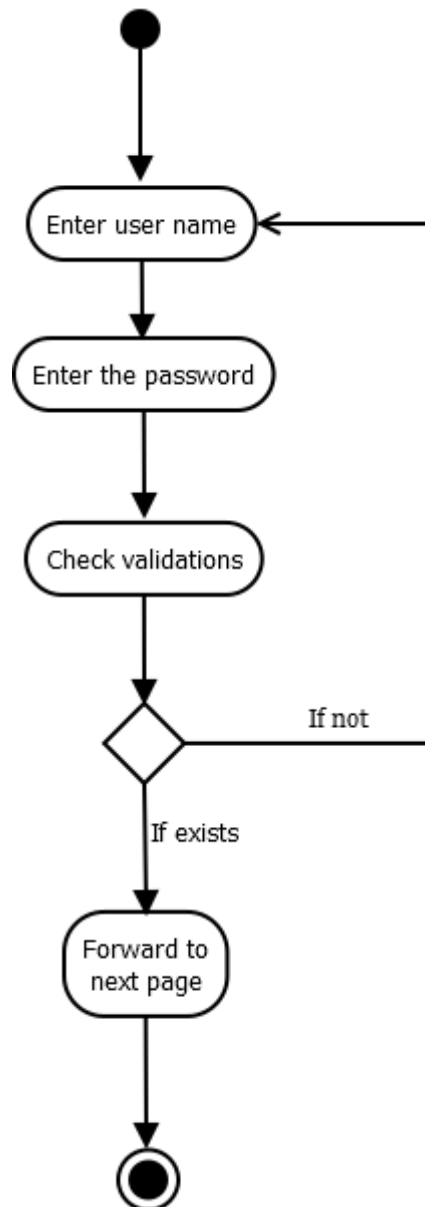 Enter user name
Enter the password
Check validations
If not
If exists
Forward to
next page